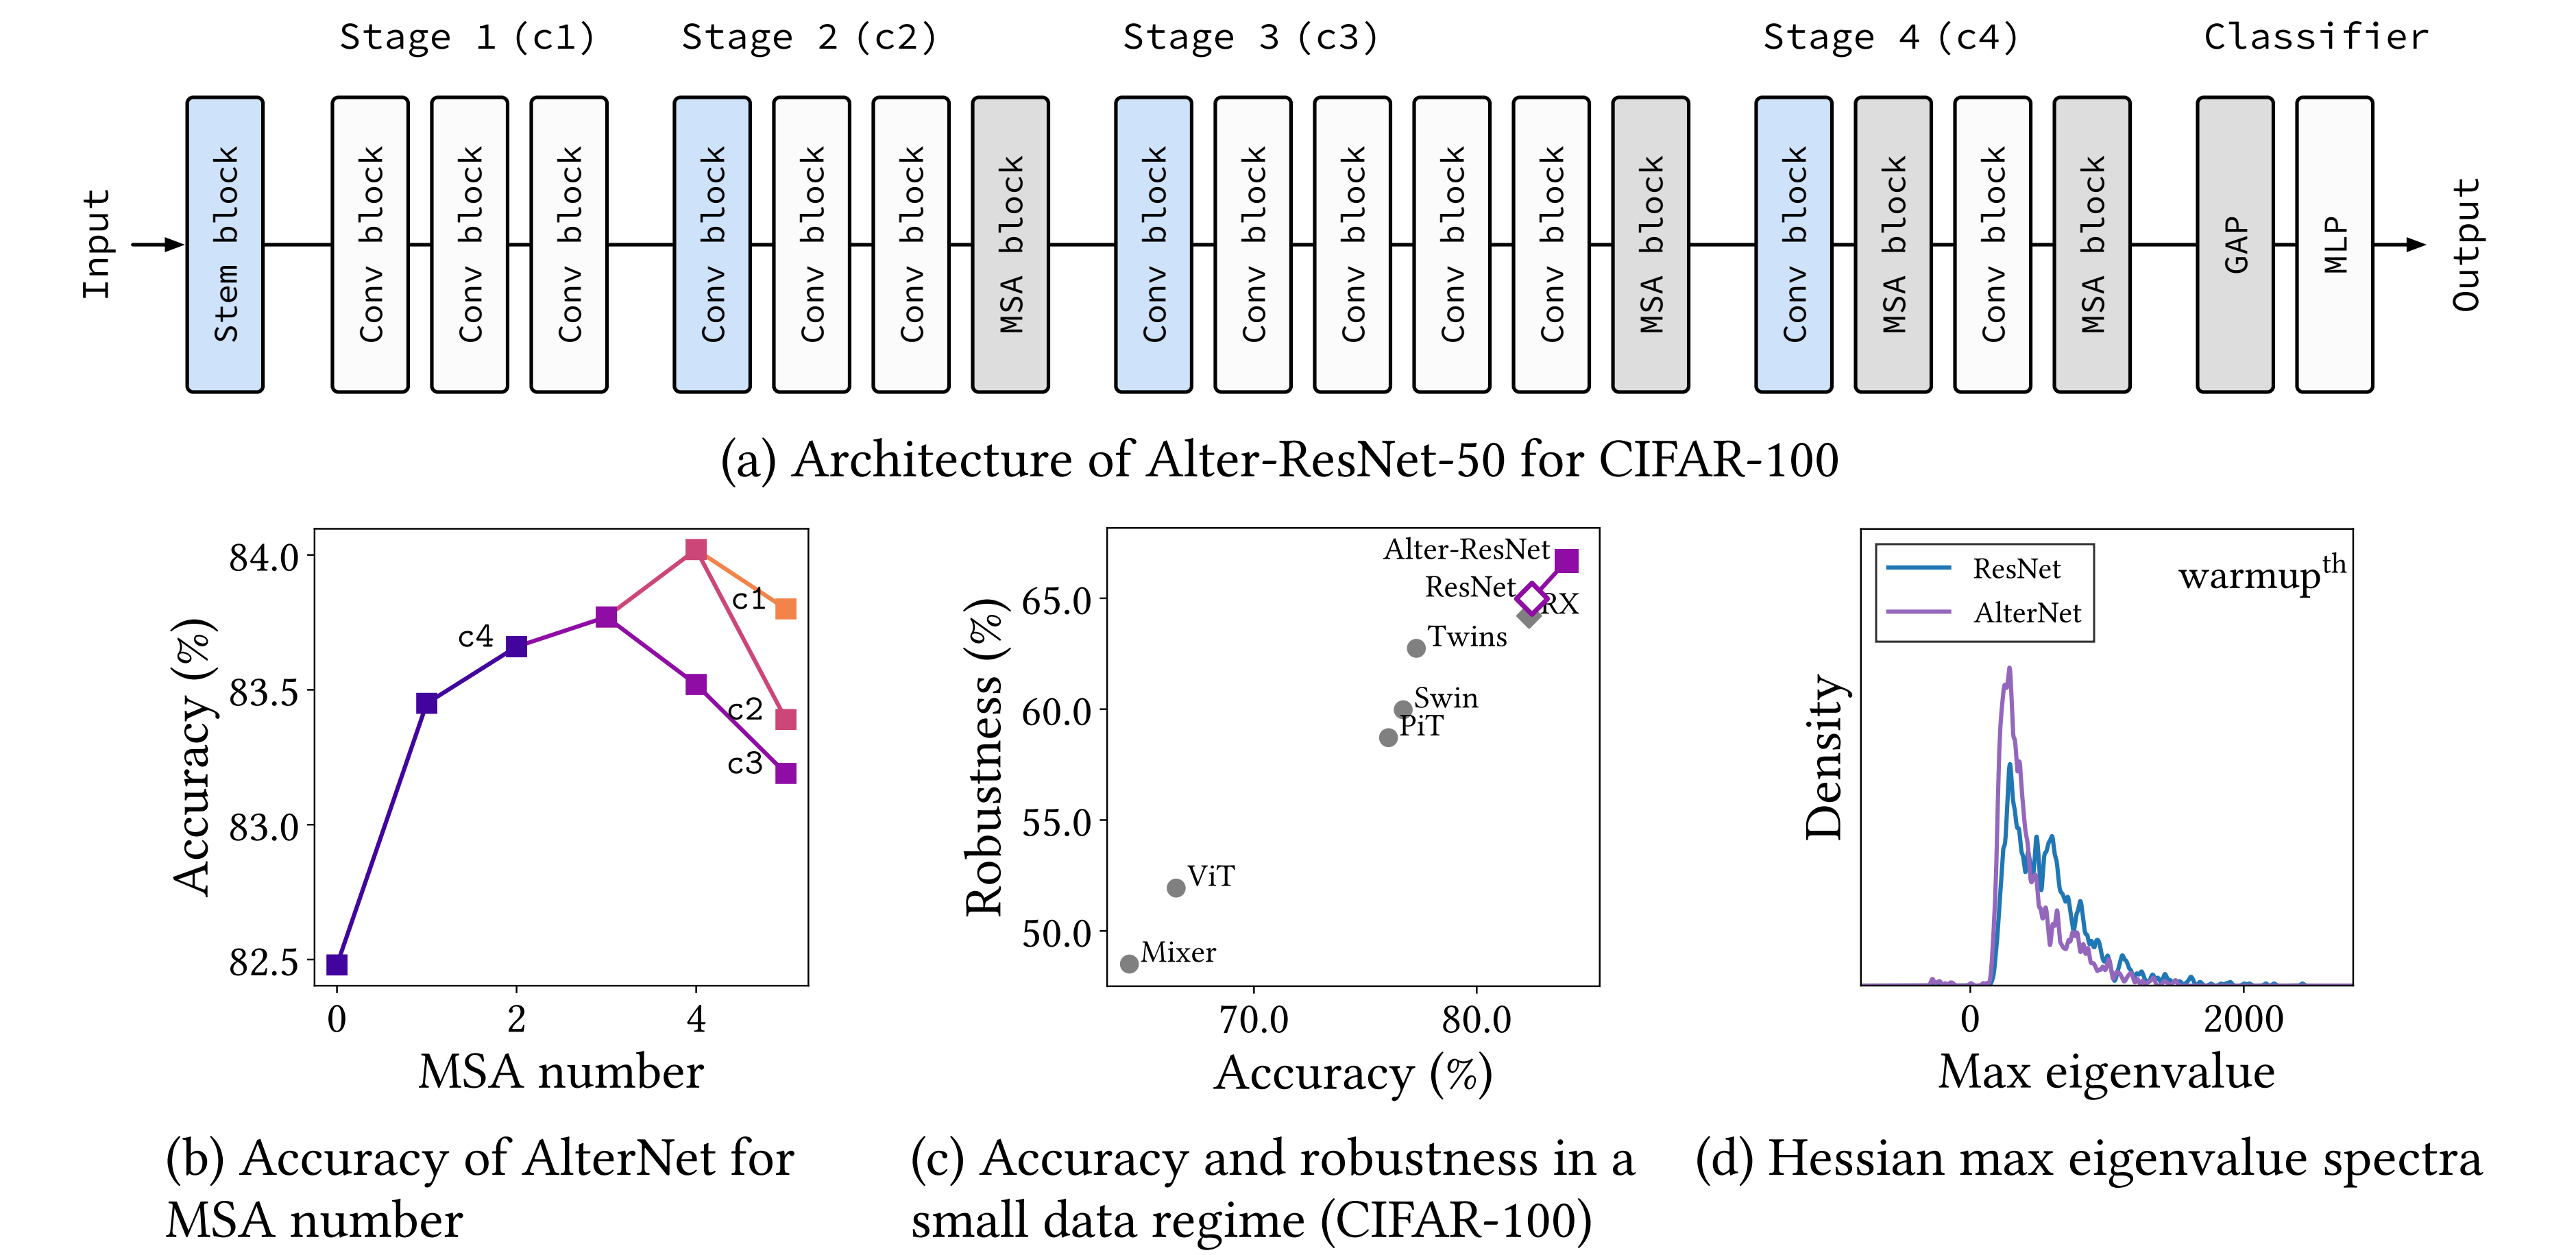 Stage 1 (c1) Stage 2 (c2) Stage 3 (c3) Stage 4 (c4) Classifier
Input
Stem block
Conv block
Conv block
Conv block
Conv block
Conv block
Conv block
MSA block
Conv block
Conv block
Conv block
Conv block
Conv block
MSA block
Conv block
MSA block
Conv block
MSA block
GAP
MLP
Output
(a) Architecture of Alter-ResNet-50 for CIFAR-100
Accuracy (%)
84.0
83.5
83.0
82.5
c4
c1
c2
c3
0 2 4
MSA number
(b) Accuracy of AlterNet for
MSA number
Robustness (%)
65.0
60.0
55.0
50.0
Alter-ResNet
ResNet
RX
Twins
Swin
PiT
ViT
Mixer
70.0 80.0
Accuracy (%)
(c) Accuracy and robustness in a
small data regime (CIFAR-100)
Density
ResNet
AlterNet
warmupth
0 2000
Max eigenvalue
(d) Hessian max eigenvalue spectra